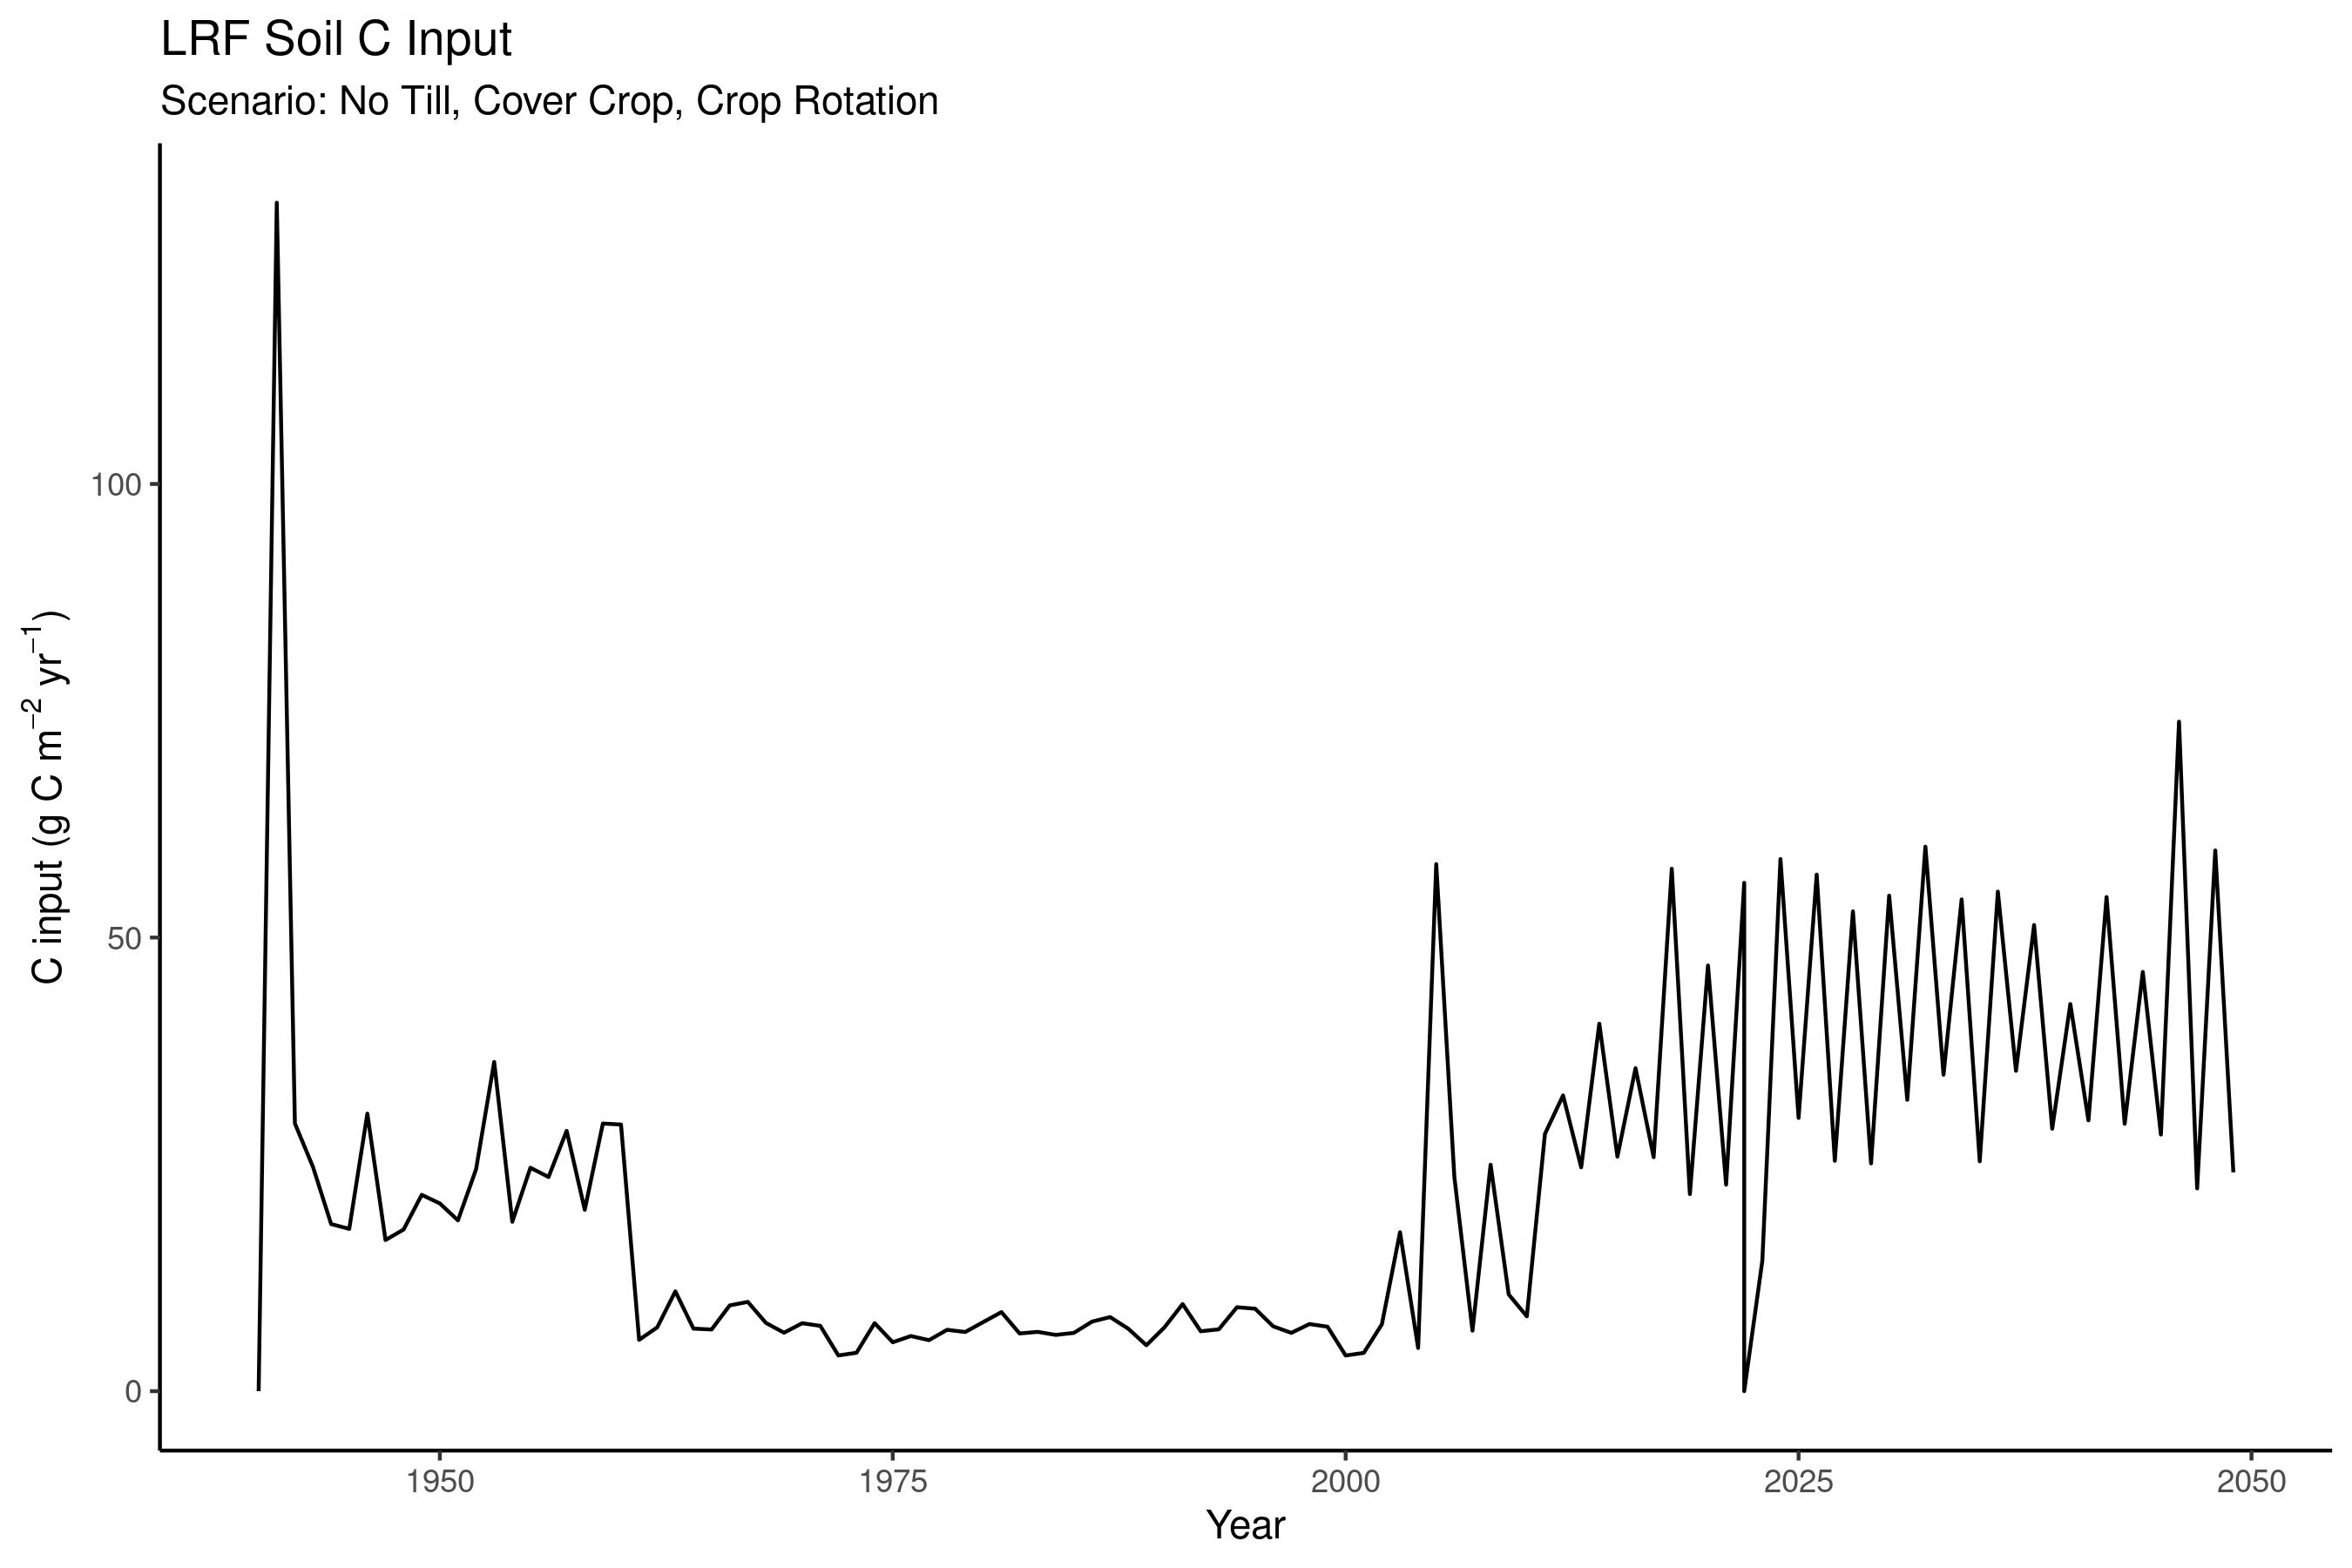 LRF Soil C Input
Scenario: No Till, Cover Crop, Crop Rotation
C input (g C m⁻² yr⁻¹)
100
50
0
1950
1975
2000
2025
2050
Year